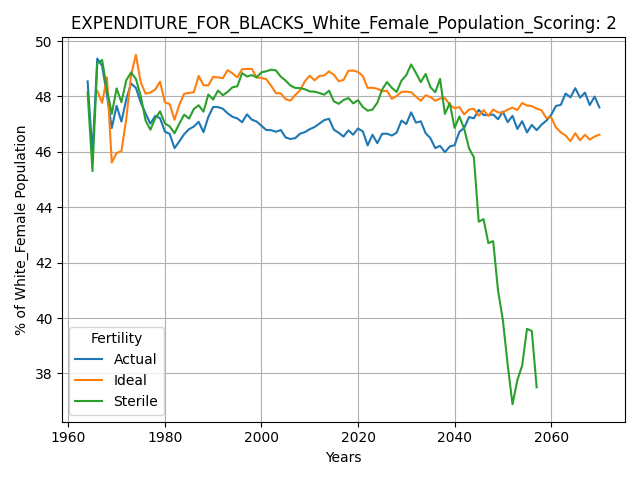 EXPENDITURE_FOR_BLACKS_White_Female_Population_Scoring: 2
% of White_Female Population
50
48
46
44
42
40
38
Fertility
Actual
Ideal
Sterile
1960
1980
2000
2020
2040
2060
Years